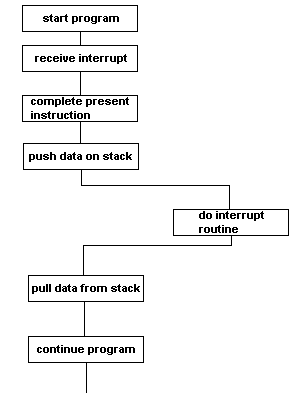 start program
receive interrupt
complete present
instruction
push data on stack
do interrupt
routine
pull data from stack
continue program